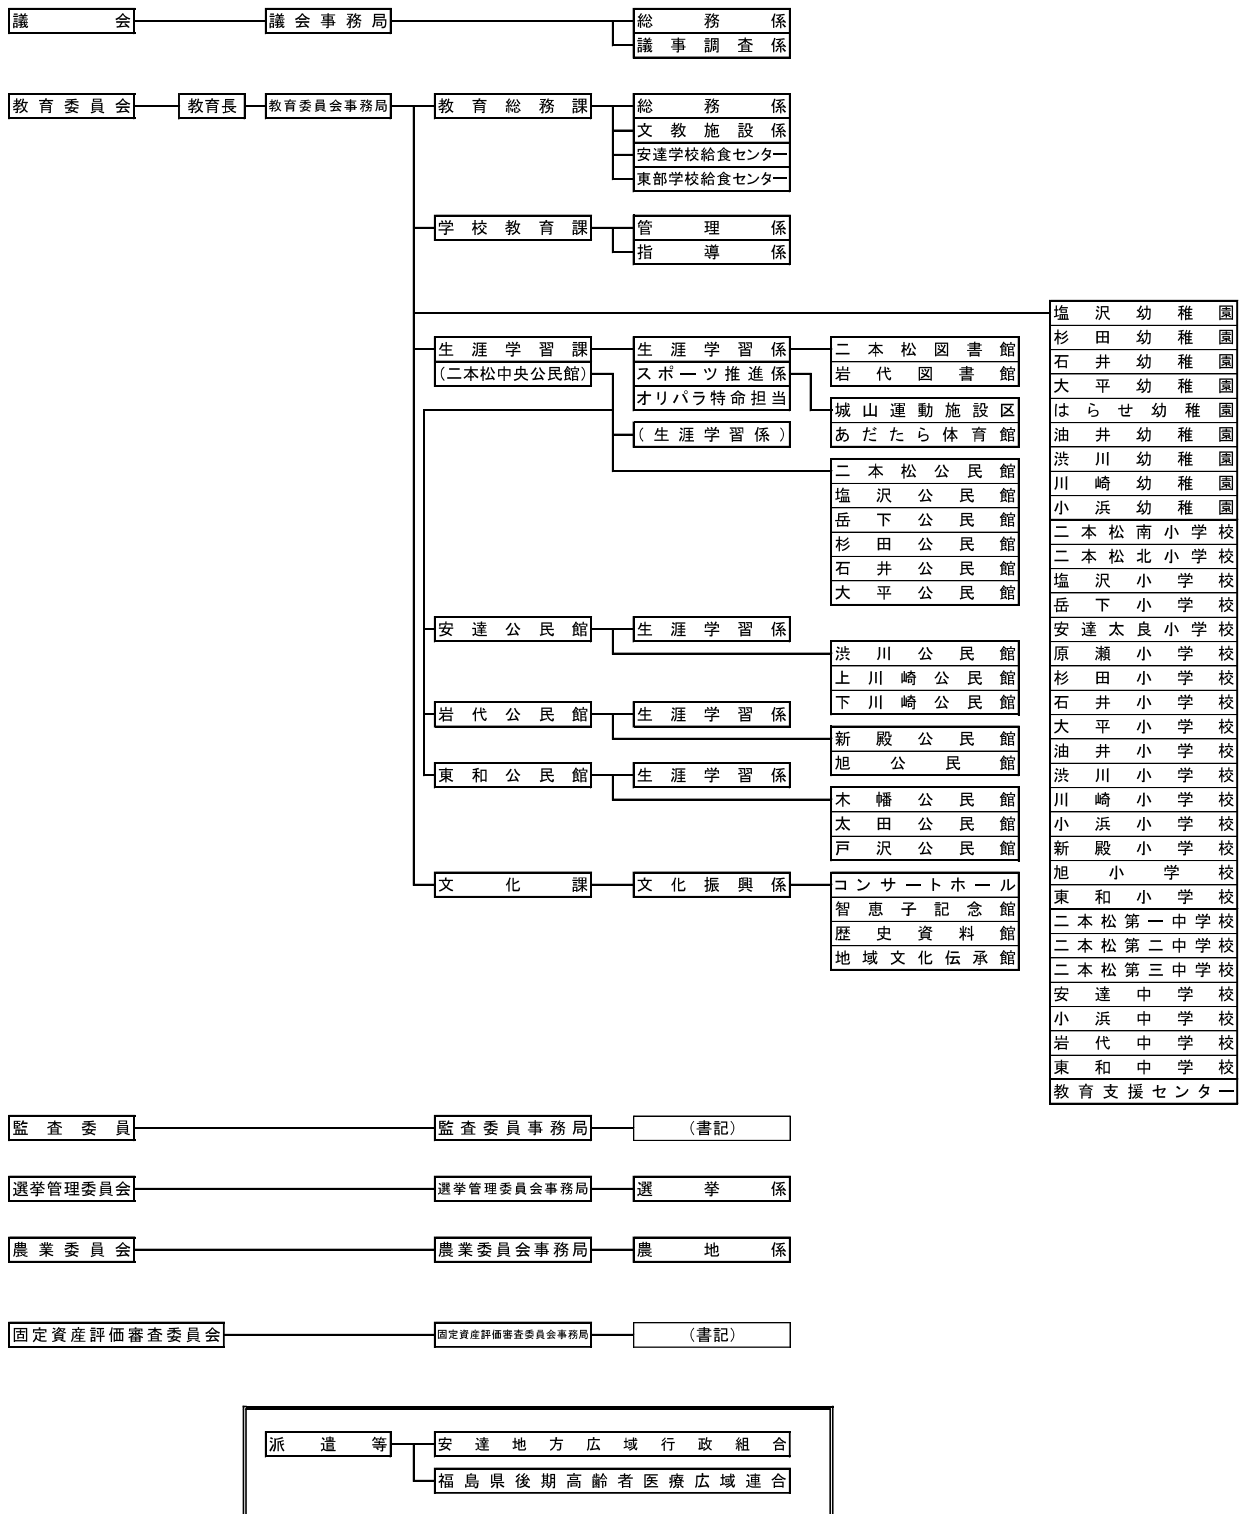 議会 議会事務局 総務係
議事調査係
教育委員会 教育長 教育委員会事務局 教育総務課 総務係
文教施設係
安達学校給食センター
東部学校給食センター
学校教育課 管理係
指導係
塩沢幼稚園
杉田幼稚園
石井幼稚園
大平幼稚園
はらせ幼稚園
油井幼稚園
渋川幼稚園
川崎幼稚園
小浜幼稚園
二本松南小学校
二本松北小学校
塩沢小学校
岳下小学校
安達太良小学校
原瀬小学校
杉田小学校
石井小学校
大平小学校
油井小学校
渋川小学校
川崎小学校
小浜小学校
新殿小学校
旭小学校
東和小学校
二本松第一中学校
二本松第二中学校
二本松第三中学校
安達中学校
小浜中学校
岩代中学校
東和中学校
教育支援センター
生涯学習課 生涯学習係 二本松図書館
(二本松中央公民館) スポーツ推進係 岩代図書館
オリパラ特命担当
城山運動施設区
(生涯学習係) あだたら体育館
二本松公民館
塩沢公民館
岳下公民館
杉田公民館
石井公民館
大平公民館
安達公民館 生涯学習係
渋川公民館
上川崎公民館
下川崎公民館
岩代公民館 生涯学習係
新殿公民館
旭公民館
東和公民館 生涯学習係
木幡公民館
太田公民館
戸沢公民館
文化課 文化振興係 コンサートホール
智恵子記念館
歴史資料館
地域文化伝承館
監査委員 監査委員事務局 (書記)
選挙管理委員会 選挙管理委員会事務局 選挙係
農業委員会 農業委員会事務局 農地係
固定資産評価審査委員会 固定資産評価審査委員会事務局 (書記)
派遣等 安達地方広域行政組合
福島県後期高齢者医療広域連合